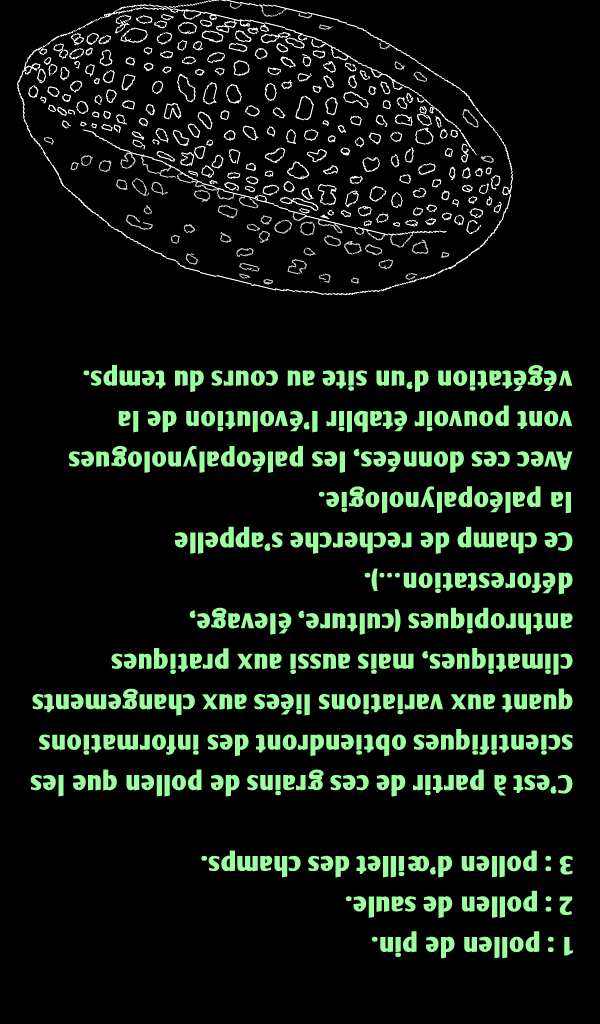 1 : pollen de pin.
2 : pollen de saule.
3 : pollen d'œillet des champs.
C'est à partir de ces grains de pollen que les
scientifiques obtiendront des informations
quant aux variations liées aux changements
climatiques, mais aussi aux pratiques
anthropiques (culture, élevage,
déforestation...).
Ce champ de recherche s'appelle
la paléopalynologie.
Avec ces données, les paléopalynologues
vont pouvoir établir l'évolution de la
végétation d'un site au cours du temps.